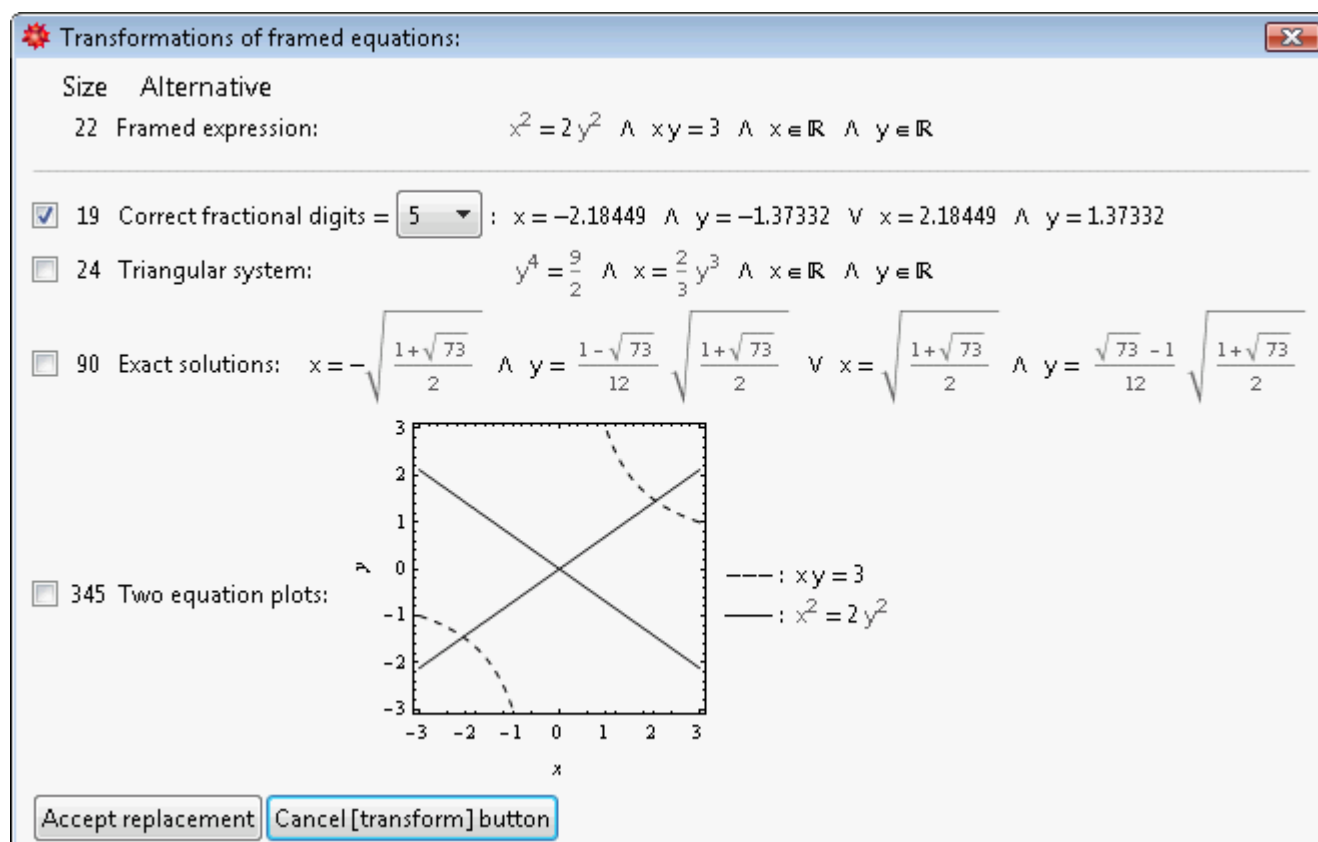 Transformations of framed equations:
Size Alternative
22 Framed expression: x² = 2 y² ∧ x y = 3 ∧ x ∈ ℝ ∧ y ∈ ℝ
19 Correct fractional digits = 5 : x = −2.18449 ∧ y = −1.37332 ∨ x = 2.18449 ∧ y = 1.37332
24 Triangular system: y⁴ = 9/2 ∧ x = 2/3 y³ ∧ x ∈ ℝ ∧ y ∈ ℝ
90 Exact solutions: x = −√((1+√73)/2) ∧ y = (1−√73)/12 √((1+√73)/2) ∨ x = √((1+√73)/2) ∧ y = (√73 −1)/12 √((1+√73)/2)
3
2
1
y 0
−1
−2
−3
345 Two equation plots:
----: x y = 3
——: x² = 2 y²
−3 −2 −1 0 1 2 3
x
Accept replacement Cancel [transform] button